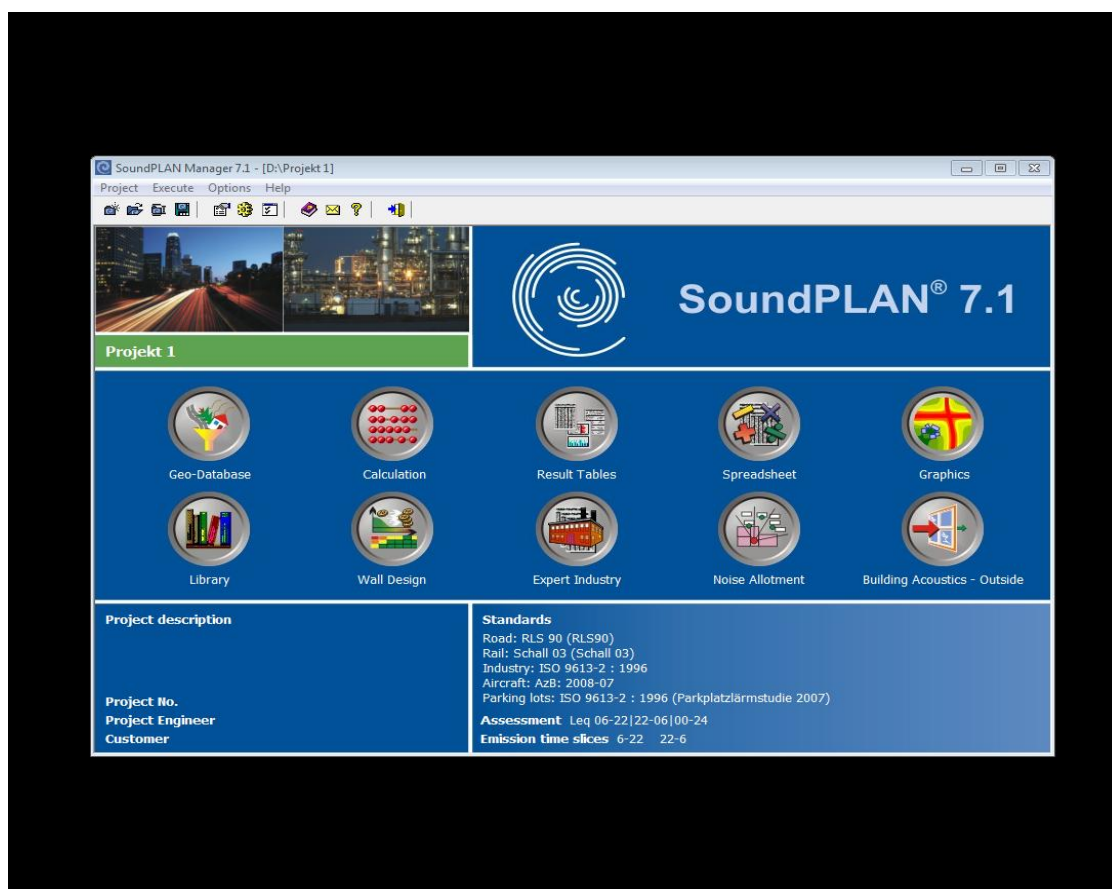 SoundPLAN Manager 7.1 - [D:\Projekt 1]
Project Execute Options Help
SoundPLAN® 7.1
Projekt 1
Geo-Database Calculation Result Tables Spreadsheet Graphics
Library Wall Design Expert Industry Noise Allotment Building Acoustics - Outside
Project description
Project No.
Project Engineer
Customer
Standards
Road: RLS 90 (RLS90)
Rail: Schall 03 (Schall 03)
Industry: ISO 9613-2 : 1996
Aircraft: AzB: 2008-07
Parking lots: ISO 9613-2 : 1996 (Parkplatzlärmstudie 2007)
Assessment Leq 06-22|22-06|00-24
Emission time slices 6-22 22-6